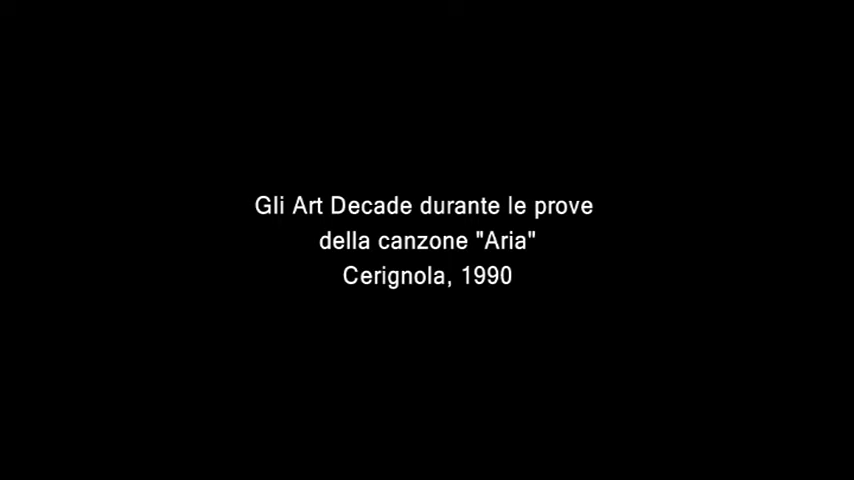 Gli Art Decade durante le prove
della canzone "Aria"
Cerignola, 1990